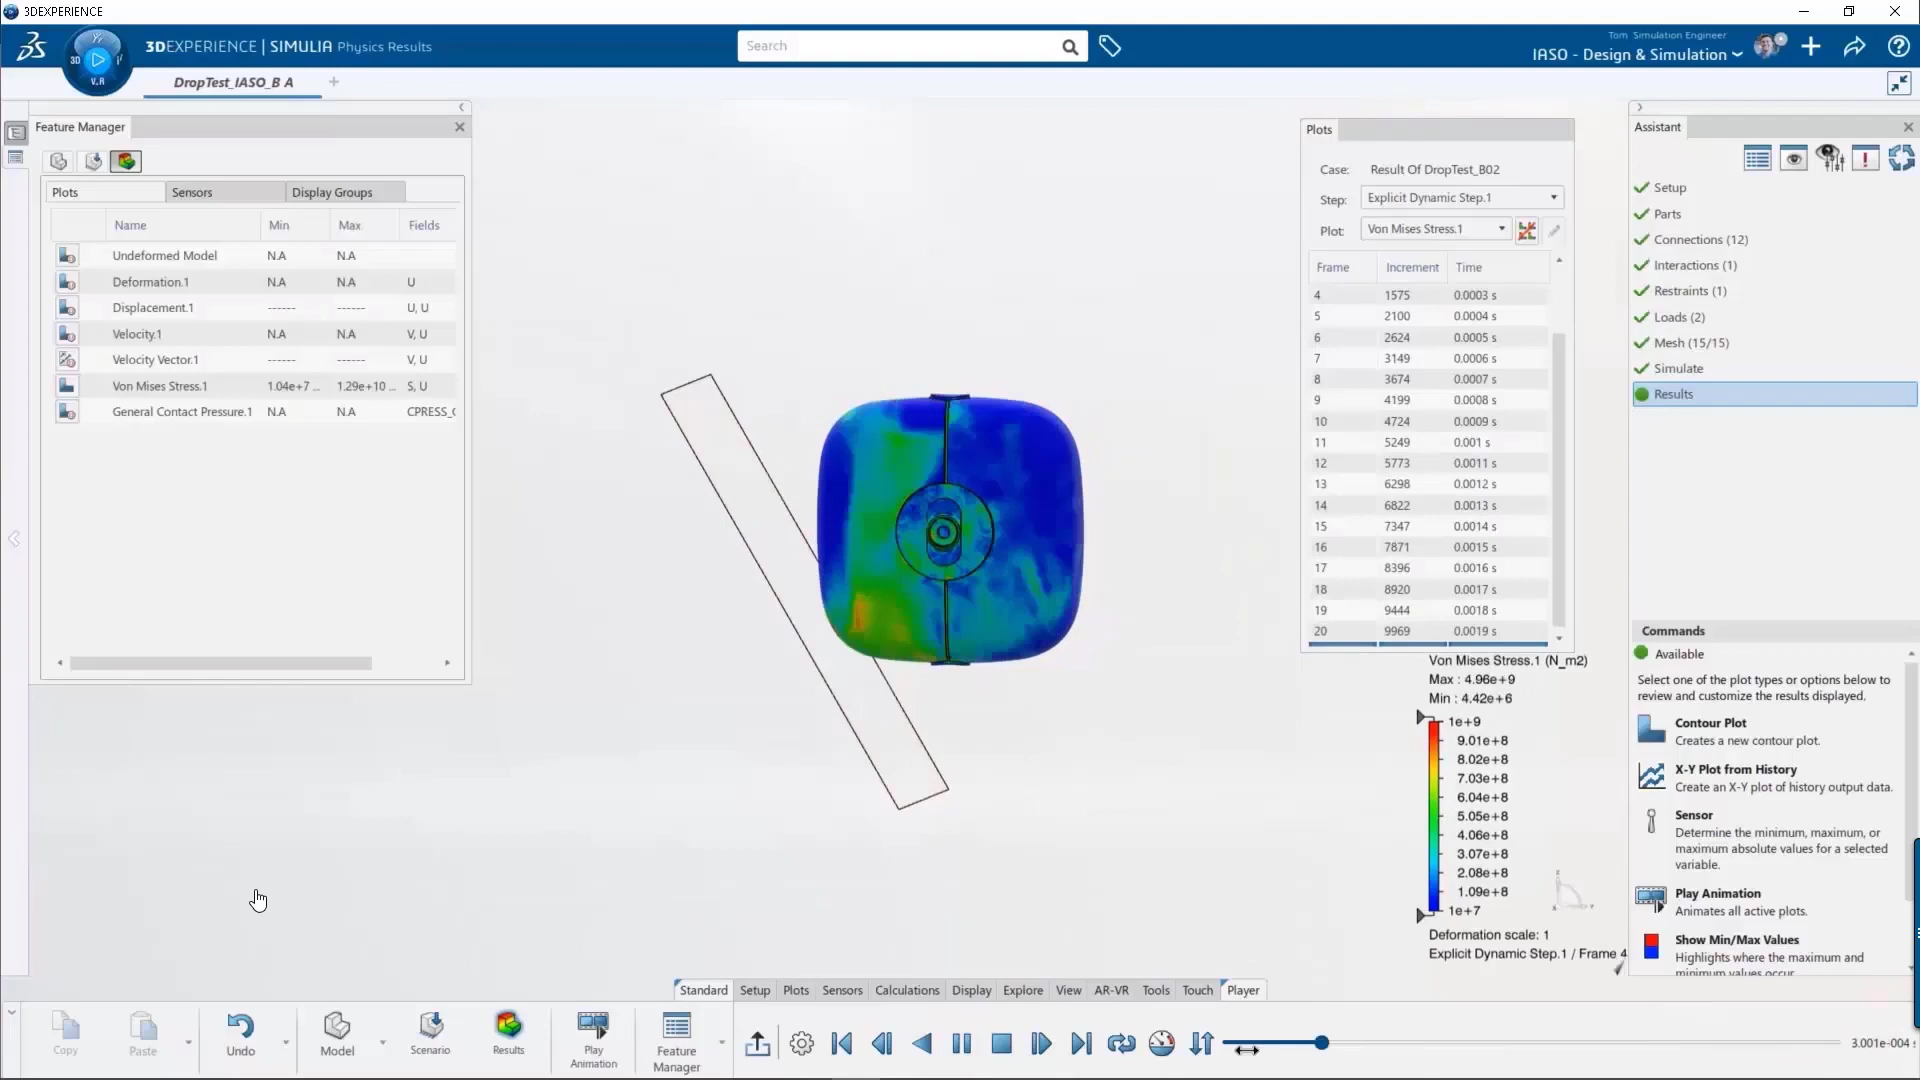 3DEXPERIENCE
3DEXPERIENCE | SIMULIA Physics Results
Search
Tom Simulation Engineer
IASO - Design & Simulation
3D
V.R
DropTest_IASO_B A
Feature Manager
Plots Sensors Display Groups
Name Min Max Fields
Undeformed Model N.A N.A
Deformation.1 N.A N.A U
Displacement.1 ------ ------ U, U
Velocity.1 N.A N.A V, U
Velocity Vector.1 ------ ------ V, U
Von Mises Stress.1 1.04e+7 ... 1.29e+10 ... S, U
General Contact Pressure.1 N.A N.A CPRESS_
Plots
Case: Result Of DropTest_B02
Step: Explicit Dynamic Step.1
Plot: Von Mises Stress.1
Frame Increment Time
4 1575 0.0003 s
5 2100 0.0004 s
6 2624 0.0005 s
7 3149 0.0006 s
8 3674 0.0007 s
9 4199 0.0008 s
10 4724 0.0009 s
11 5249 0.001 s
12 5773 0.0011 s
13 6298 0.0012 s
14 6822 0.0013 s
15 7347 0.0014 s
16 7871 0.0015 s
17 8396 0.0016 s
18 8920 0.0017 s
19 9444 0.0018 s
20 9969 0.0019 s
Von Mises Stress.1 (N_m2)
Max : 4.96e+9
Min : 4.42e+6
1e+9
9.01e+8
8.02e+8
7.03e+8
6.04e+8
5.05e+8
4.06e+8
3.07e+8
2.08e+8
1.09e+8
1e+7
Deformation scale: 1
Explicit Dynamic Step.1 / Frame 4
Assistant
Setup
Parts
Connections (12)
Interactions (1)
Restraints (1)
Loads (2)
Mesh (15/15)
Simulate
Results
Commands
Available
Select one of the plot types or options below to
review and customize the results displayed.
Contour Plot
Creates a new contour plot.
X-Y Plot from History
Create an X-Y plot of history output data.
Sensor
Determine the minimum, maximum, or
maximum absolute values for a selected
variable.
Play Animation
Animates all active plots.
Show Min/Max Values
Highlights where the maximum and
minimum values occur.
Standard Setup Plots Sensors Calculations Display Explore View AR-VR Tools Touch Player
Copy
Paste
Undo
Model
Scenario
Results
Play
Animation
Feature
Manager
3.001e-004